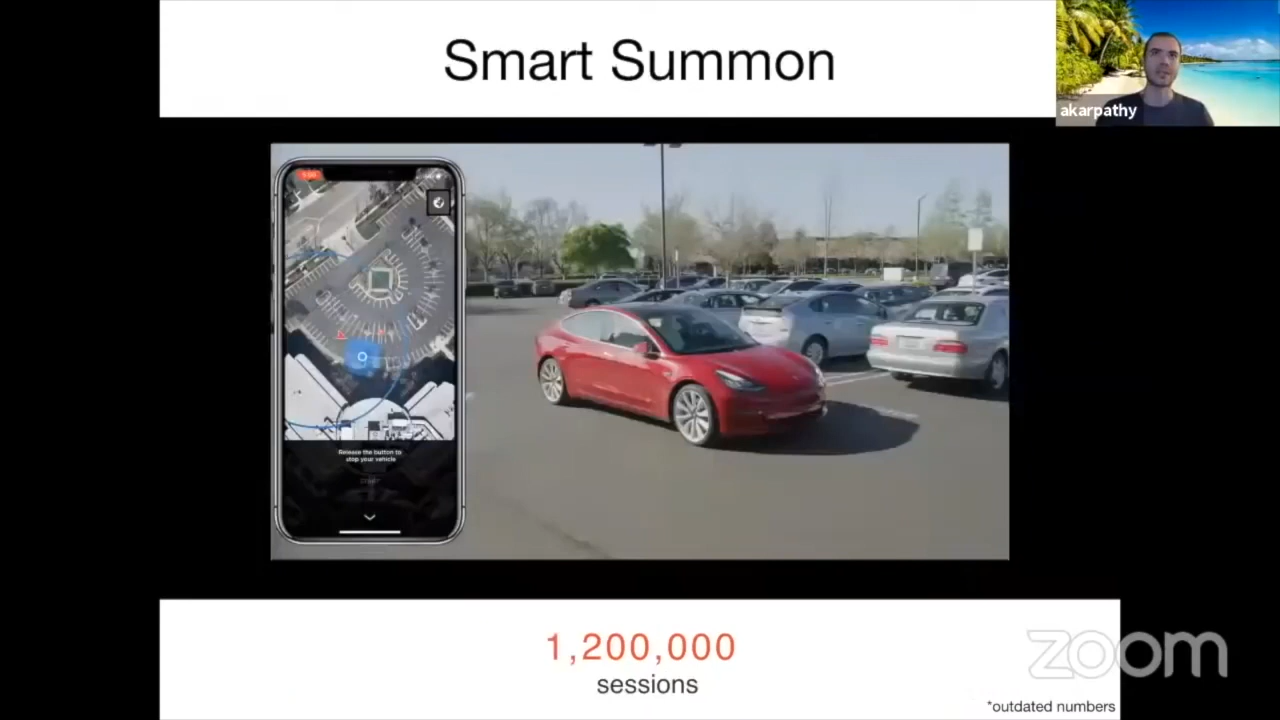 Smart Summon
akarpathy
Release the button to
stop your vehicle
1,200,000
sessions
zoom
*outdated numbers